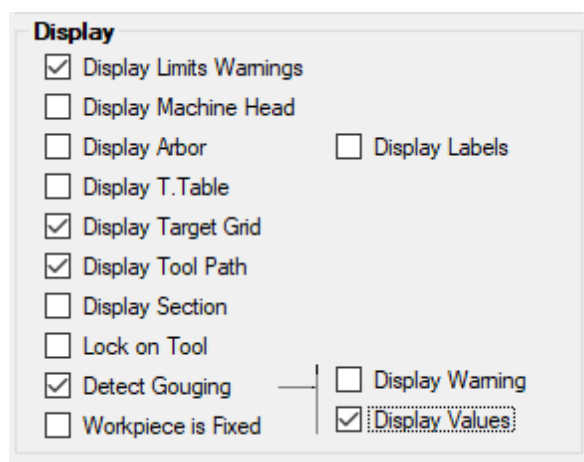 Display
Display Limits Warnings
Display Machine Head
Display Arbor
Display Labels
Display T.Table
Display Target Grid
Display Tool Path
Display Section
Lock on Tool
Detect Gouging
Display Warning
Workpiece is Fixed
Display Values